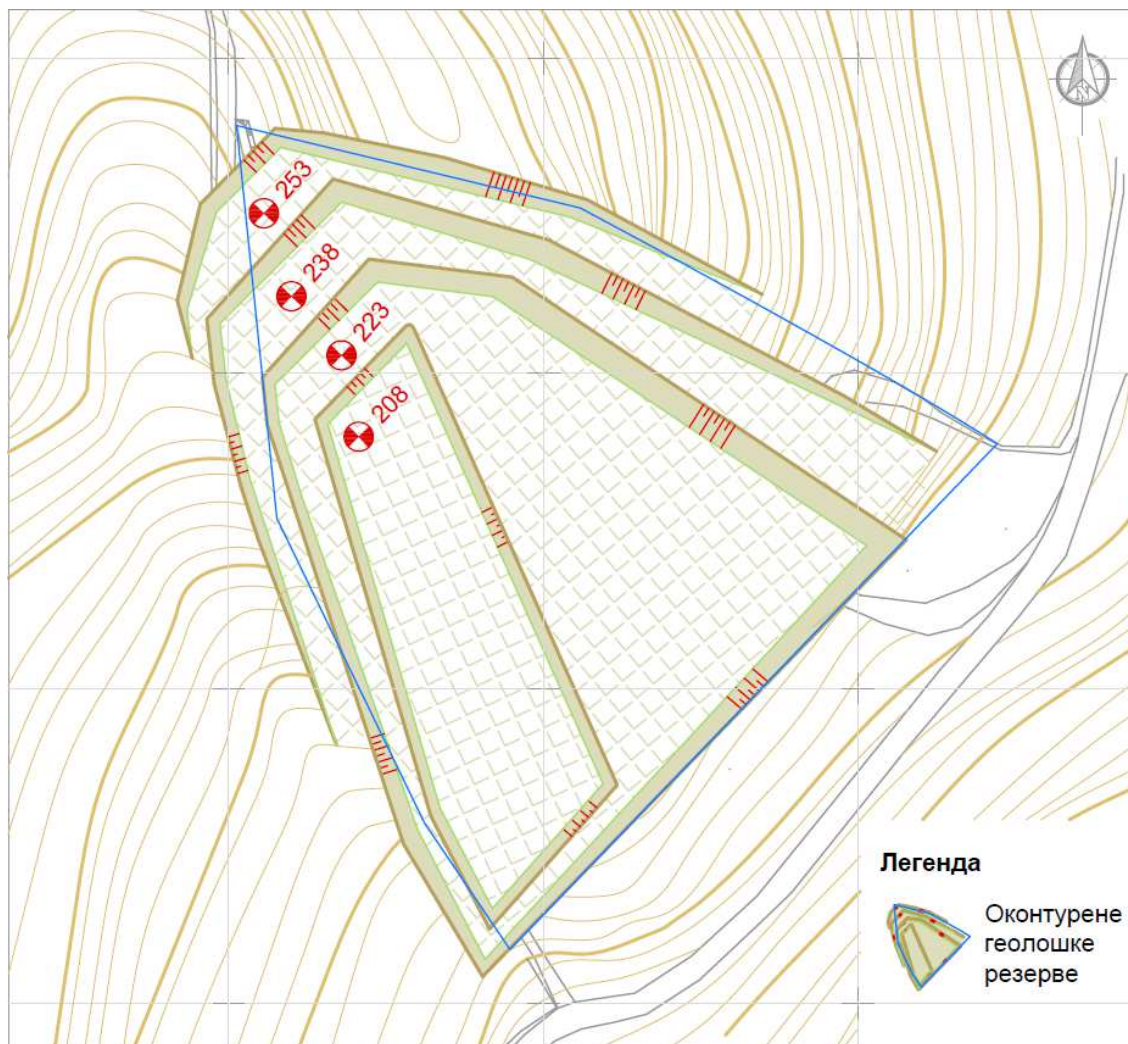 N
253
238
223
208
Легенда
Оконтурене
геолошке
резерве